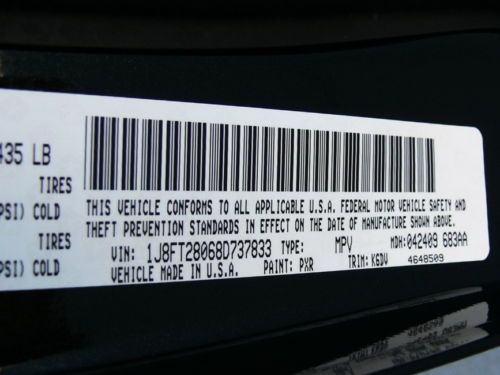 435 LB
TIRES
PSI) COLD
TIRES
PSI) COLD
THIS VEHICLE CONFORMS TO ALL APPLICABLE U.S.A. FEDERAL MOTOR VEHICLE SAFETY AND
THEFT PREVENTION STANDARDS IN EFFECT ON THE DATE OF MANUFACTURE SHOWN ABOVE.
VIN: 1J8FT28068D737833 TYPE: MPV MDH: 042409 683AA
VEHICLE MADE IN U.S.A. PAINT: PXR TRIM: K6DV 4648509